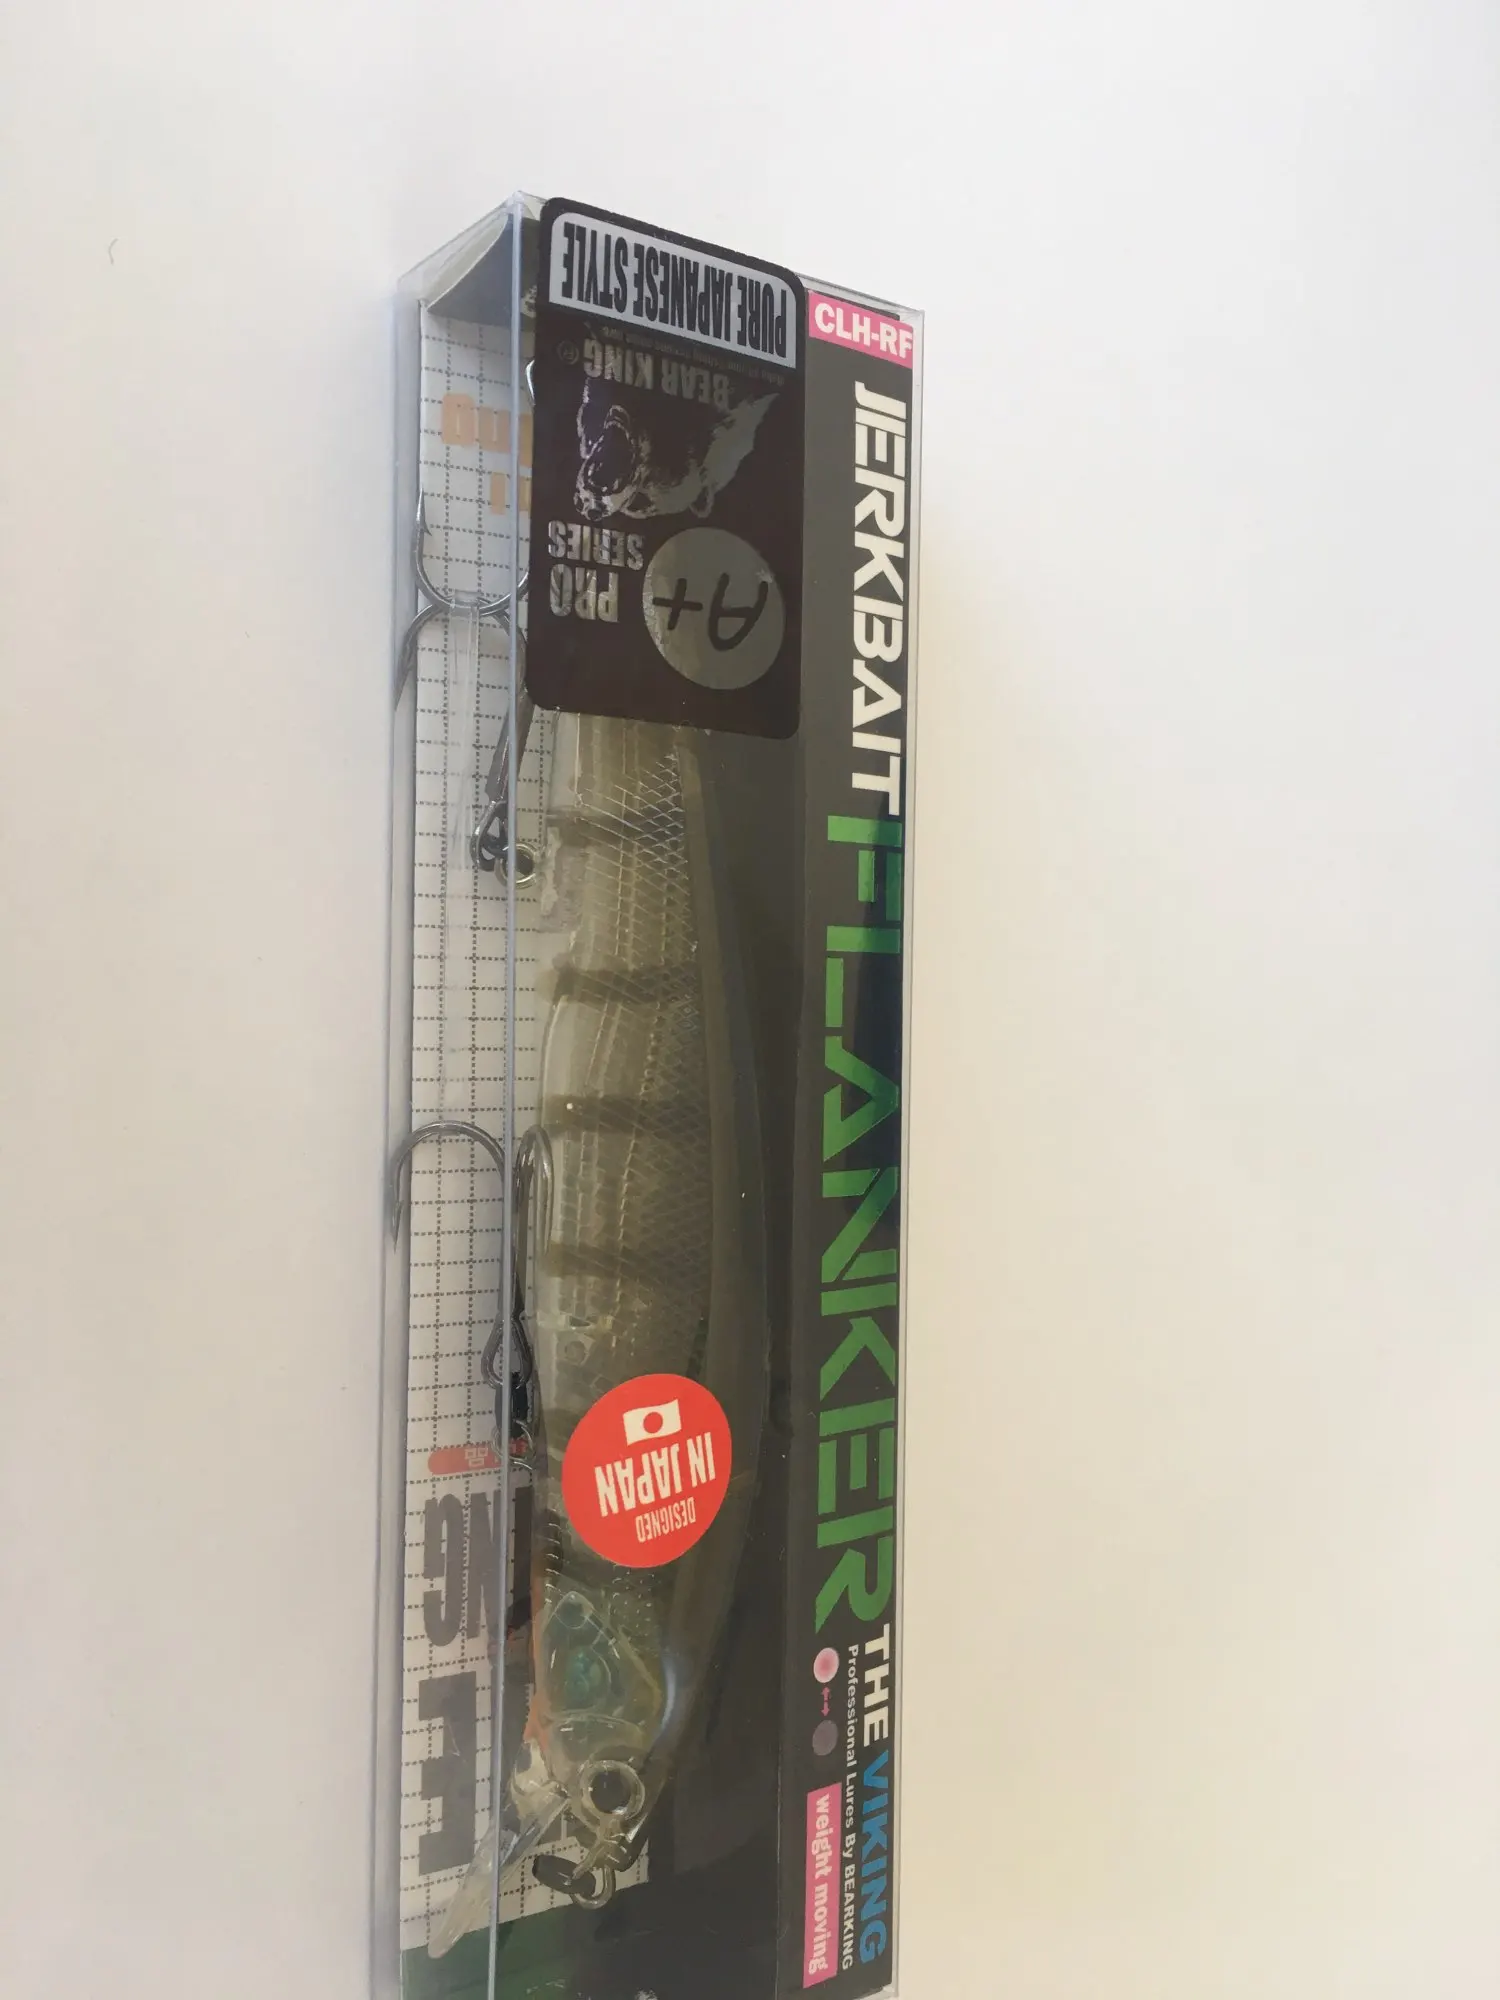 PURE JAPANESE STYLE
BEAR KING®
PRO
SERIES
A+
CLH-RF
JERKBAIT
FLANKER
THE VIKING
Professional Lures By BEARKING
weight moving
DESIGNED
IN JAPAN